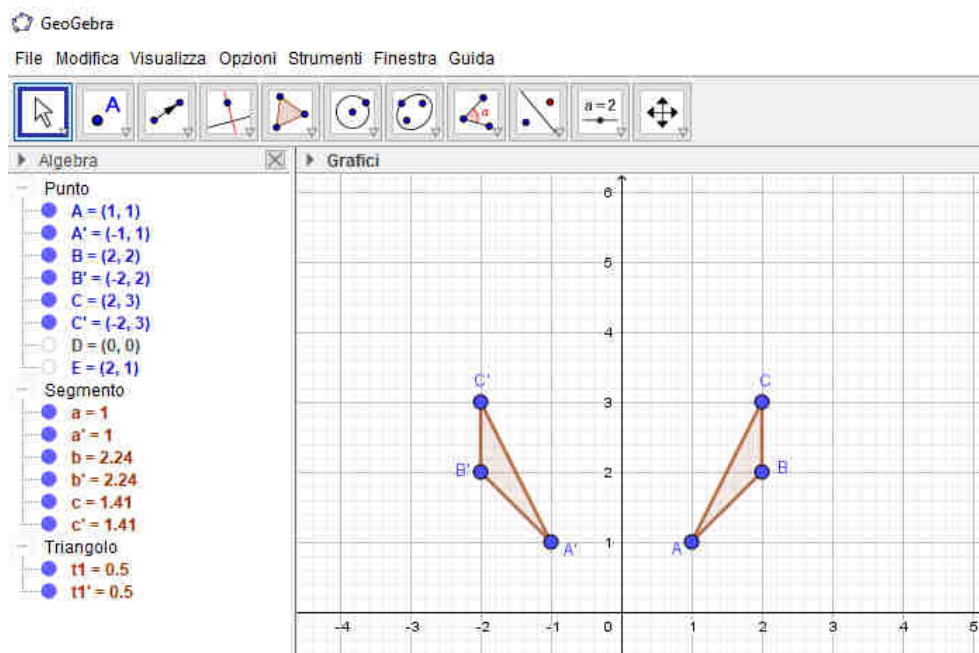 GeoGebra
File Modifica Visualizza Opzioni Strumenti Finestra Guida
A
α
a=2
Algebra
Grafici
Punto
A = (1, 1)
A' = (-1, 1)
B = (2, 2)
B' = (-2, 2)
C = (2, 3)
C' = (-2, 3)
D = (0, 0)
E = (2, 1)
Segmento
a = 1
a' = 1
b = 2.24
b' = 2.24
c = 1.41
c' = 1.41
Triangolo
t1 = 0.5
t1' = 0.5
6
5
4
3
2
1
C'
C
B'
B
A'
A
-4 -3 -2 -1 0 1 2 3 4 5